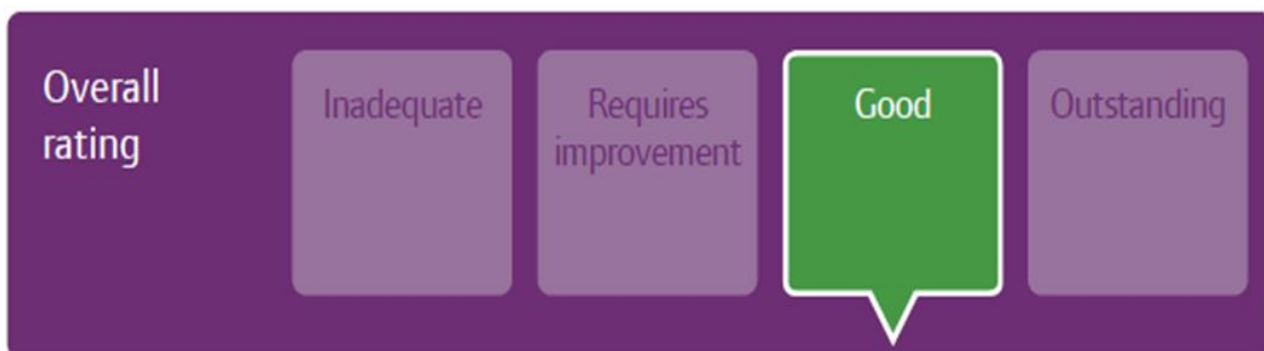 Overall
rating
Inadequate
Requires
improvement
Good
Outstanding